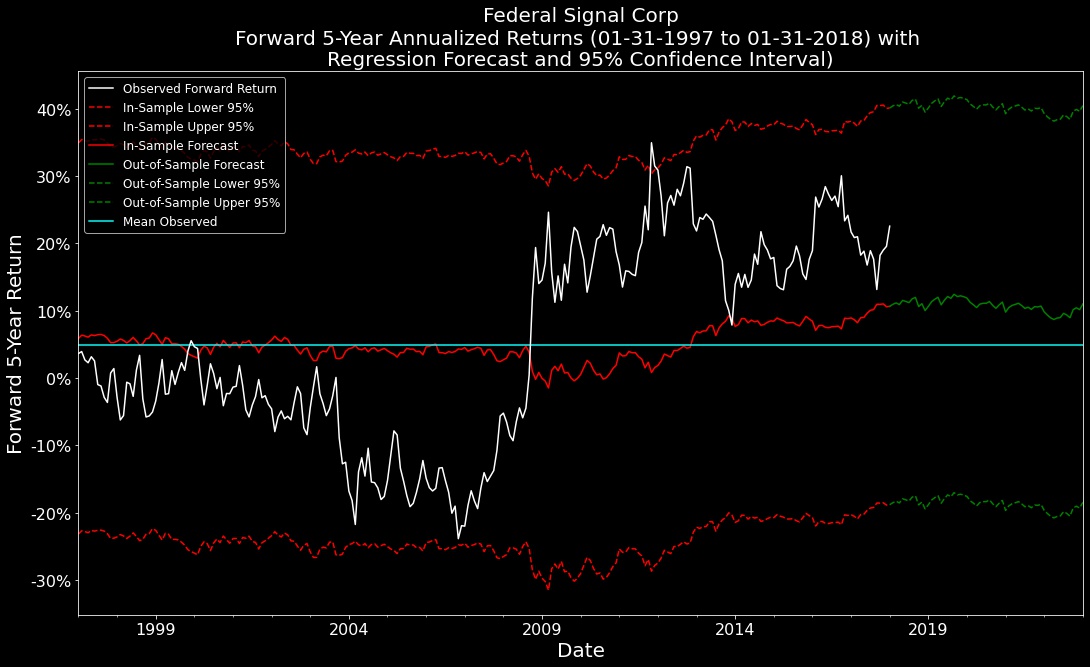 Federal Signal Corp
Forward 5-Year Annualized Returns (01-31-1997 to 01-31-2018) with
Regression Forecast and 95% Confidence Interval)
Observed Forward Return
In-Sample Lower 95%
In-Sample Upper 95%
In-Sample Forecast
Out-of-Sample Forecast
Out-of-Sample Lower 95%
Out-of-Sample Upper 95%
Mean Observed
Forward 5-Year Return
40%
30%
20%
10%
0%
-10%
-20%
-30%
1999
2004
2009
2014
2019
Date